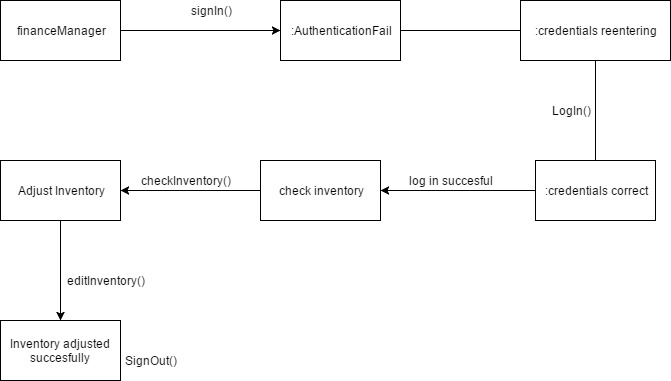 signIn()
financeManager
:AuthenticationFail
:credentials reentering
LogIn()
Adjust Inventory
checkInventory()
check inventory
log in succesful
:credentials correct
editInventory()
Inventory adjusted
succesfully
SignOut()